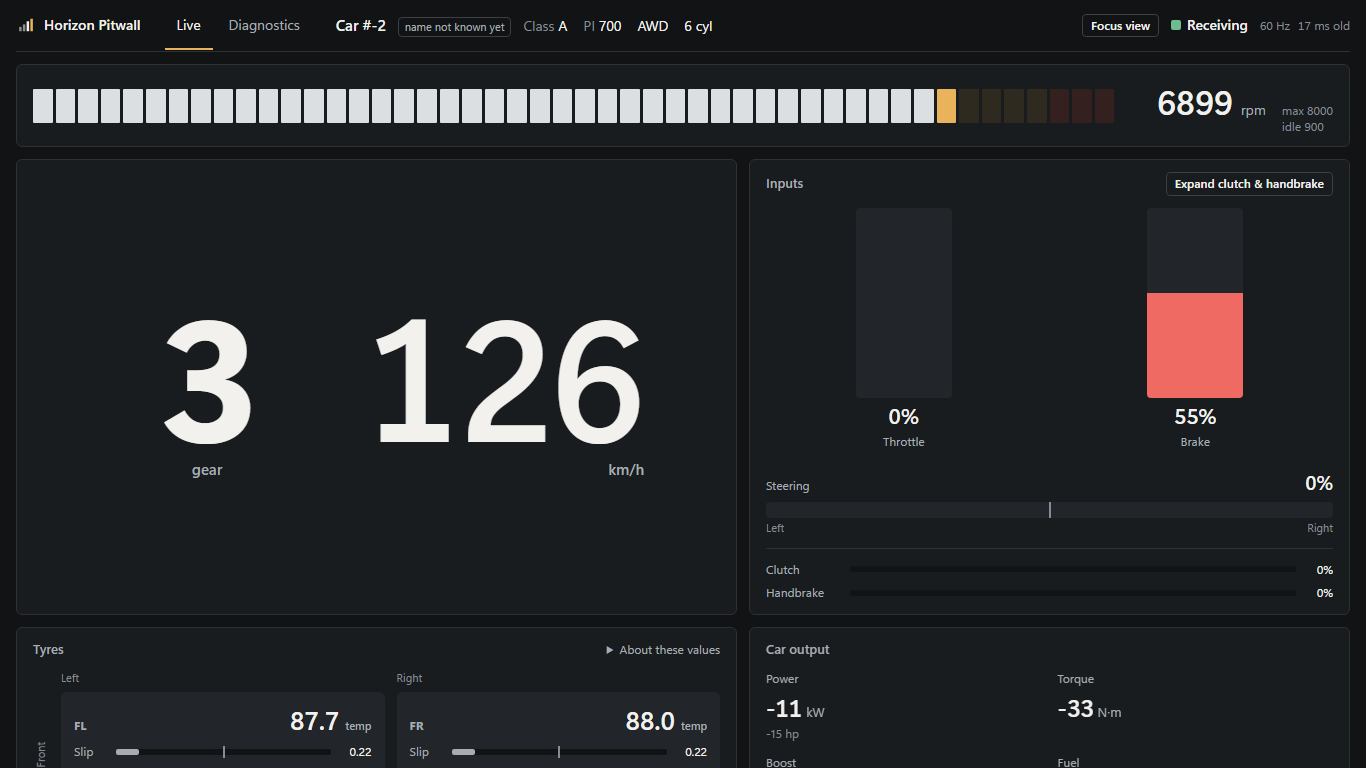 Horizon Pitwall Live Diagnostics Car #-2 name not known yet Class A PI 700 AWD 6 cyl Focus view Receiving 60 Hz 17 ms old
6899 rpm max 8000
idle 900
Inputs Expand clutch & handbrake
3 126
gear km/h
0% 55%
Throttle Brake
Steering 0%
Left Right
Clutch 0%
Handbrake 0%
Tyres About these values
Left Right
Front
FL 87.7 temp FR 88.0 temp
Slip 0.22 Slip 0.22
Car output
Power Torque
-11 kW -33 N·m
-15 hp
Boost Fuel